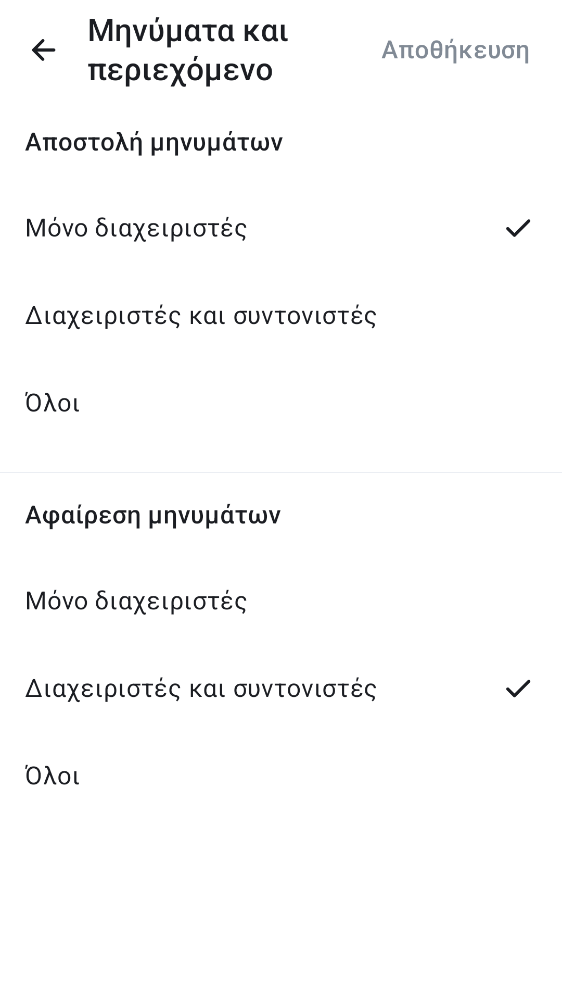 Μηνύματα και
περιεχόμενο
Αποθήκευση
Αποστολή μηνυμάτων
Μόνο διαχειριστές
Διαχειριστές και συντονιστές
Όλοι
Αφαίρεση μηνυμάτων
Μόνο διαχειριστές
Διαχειριστές και συντονιστές
Όλοι